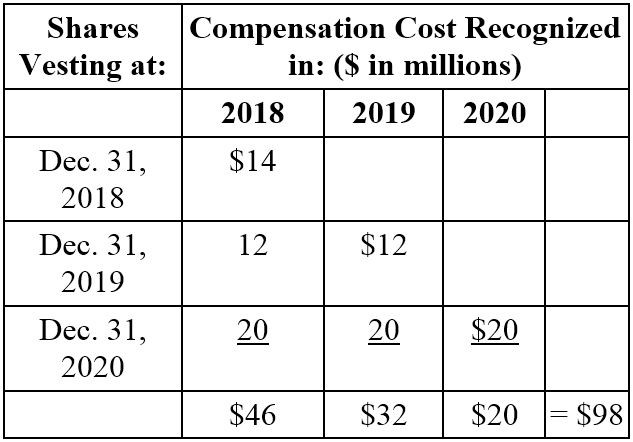 Shares Compensation Cost Recognized
Vesting at: in: ($ in millions)
2018 2019 2020
Dec. 31, $14
2018
Dec. 31, 12 $12
2019
Dec. 31, 20 20 $20
2020
$46 $32 $20 = $98